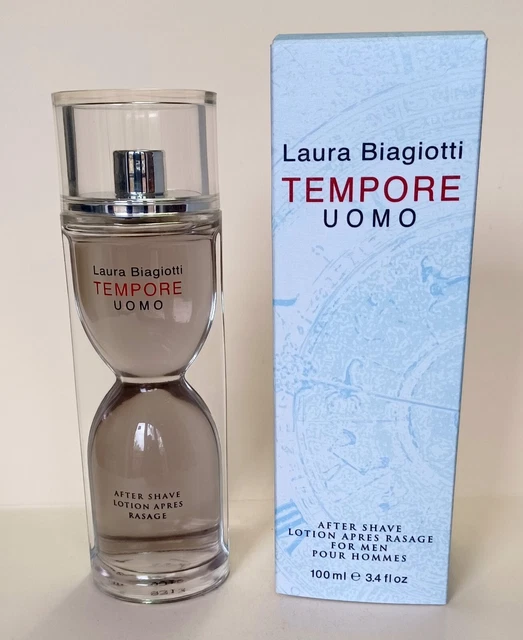 Laura Biagiotti
TEMPORE
UOMO
AFTER SHAVE
LOTION APRES
RASAGE
Laura Biagiotti
TEMPORE
UOMO
AFTER SHAVE
LOTION APRES RASAGE
FOR MEN
POUR HOMMES
100 ml e 3.4 fl oz